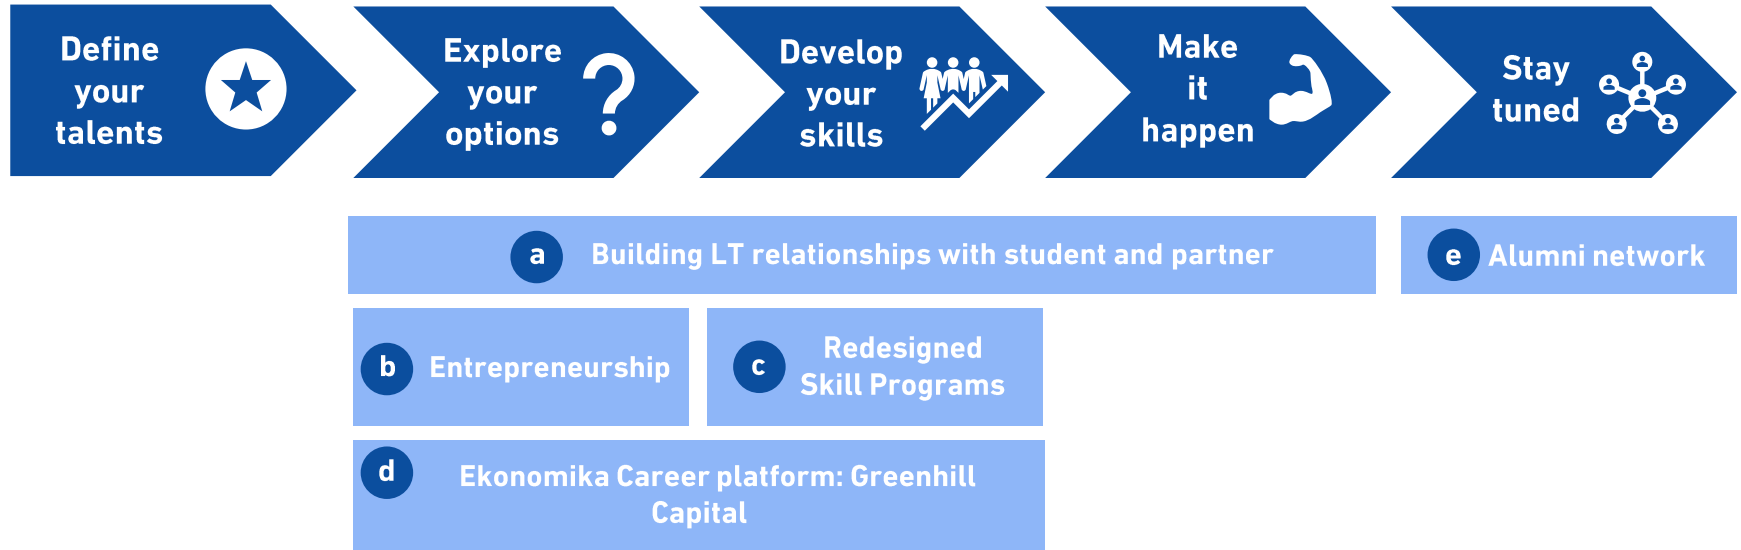 Define
your
talents
Explore
your
options
Develop
your
skills
Make
it
happen
Stay
tuned
a Building LT relationships with student and partner
e Alumni network
b Entrepreneurship
c Redesigned
Skill Programs
d Ekonomika Career platform: Greenhill
Capital